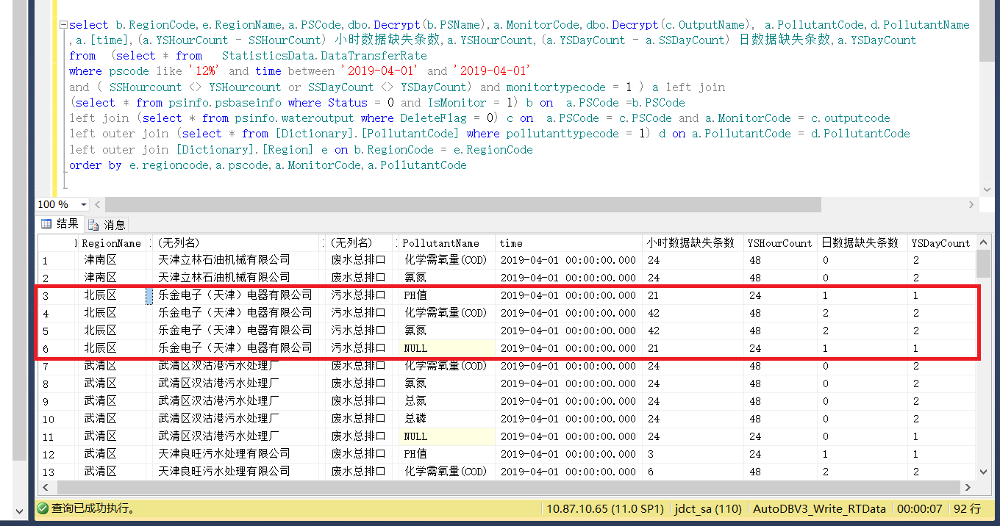 select b.RegionCode,e.RegionName,a.PSCode,dbo.Decrypt(b.PSName),a.MonitorCode,dbo.Decrypt(c.OutputName), a.PollutantCode,d.PollutantName
,a.[time],(a.YSHourCount - SSHourCount) 小时数据缺失条数,a.YSHourCount,(a.YSDayCount - a.SSDayCount) 日数据缺失条数,a.YSDayCount
from (select * from StatisticsData.DataTransferRate
where pscode like '12%' and time between '2019-04-01' and '2019-04-01'
and ( SSHourcount <> YSHourcount or SSDayCount <> YSDayCount) and monitortypecode = 1 ) a left join
(select * from psinfo.psbaseinfo where Status = 0 and IsMonitor = 1) b on a.PSCode =b.PSCode
left join (select * from psinfo.wateroutput where DeleteFlag = 0) c on a.PSCode = c.PSCode and a.MonitorCode = c.outputcode
left outer join (select * from [Dictionary].[PollutantCode] where pollutanttypecode = 1) d on a.PollutantCode = d.PollutantCode
left outer join [Dictionary].[Region] e on b.RegionCode = e.RegionCode
order by e.regioncode,a.pscode,a.MonitorCode,a.PollutantCode
100 %
结果 消息
RegionName (无列名) (无列名) PollutantName time 小时数据缺失条数 YSHourCount 日数据缺失条数 YSDayCount
1 津南区 天津立林石油机械有限公司 废水总排口 化学需氧量(COD) 2019-04-01 00:00:00.000 24 48 0 2
2 津南区 天津立林石油机械有限公司 废水总排口 氨氮 2019-04-01 00:00:00.000 24 48 0 2
3 北辰区 乐金电子（天津）电器有限公司 污水总排口 PH值 2019-04-01 00:00:00.000 21 24 1 1
4 北辰区 乐金电子（天津）电器有限公司 污水总排口 化学需氧量(COD) 2019-04-01 00:00:00.000 42 48 2 2
5 北辰区 乐金电子（天津）电器有限公司 污水总排口 氨氮 2019-04-01 00:00:00.000 42 48 2 2
6 北辰区 乐金电子（天津）电器有限公司 污水总排口 NULL 2019-04-01 00:00:00.000 21 24 1 1
7 武清区 武清区汊沽港污水处理厂 废水总排口 化学需氧量(COD) 2019-04-01 00:00:00.000 24 48 0 2
8 武清区 武清区汊沽港污水处理厂 废水总排口 氨氮 2019-04-01 00:00:00.000 24 48 0 2
9 武清区 武清区汊沽港污水处理厂 废水总排口 总氮 2019-04-01 00:00:00.000 24 48 0 2
10 武清区 武清区汊沽港污水处理厂 废水总排口 总磷 2019-04-01 00:00:00.000 24 48 0 2
11 武清区 武清区汊沽港污水处理厂 废水总排口 NULL 2019-04-01 00:00:00.000 24 24 0 1
12 武清区 天津良旺污水处理有限公司 废水总排口 PH值 2019-04-01 00:00:00.000 3 24 1 1
13 武清区 天津良旺污水处理有限公司 废水总排口 化学需氧量(COD) 2019-04-01 00:00:00.000 6 48 2 2
查询已成功执行。 10.87.10.65 (11.0 SP1) jdct_sa (110) AutoDBV3_Write_RTData 00:00:07 92 行